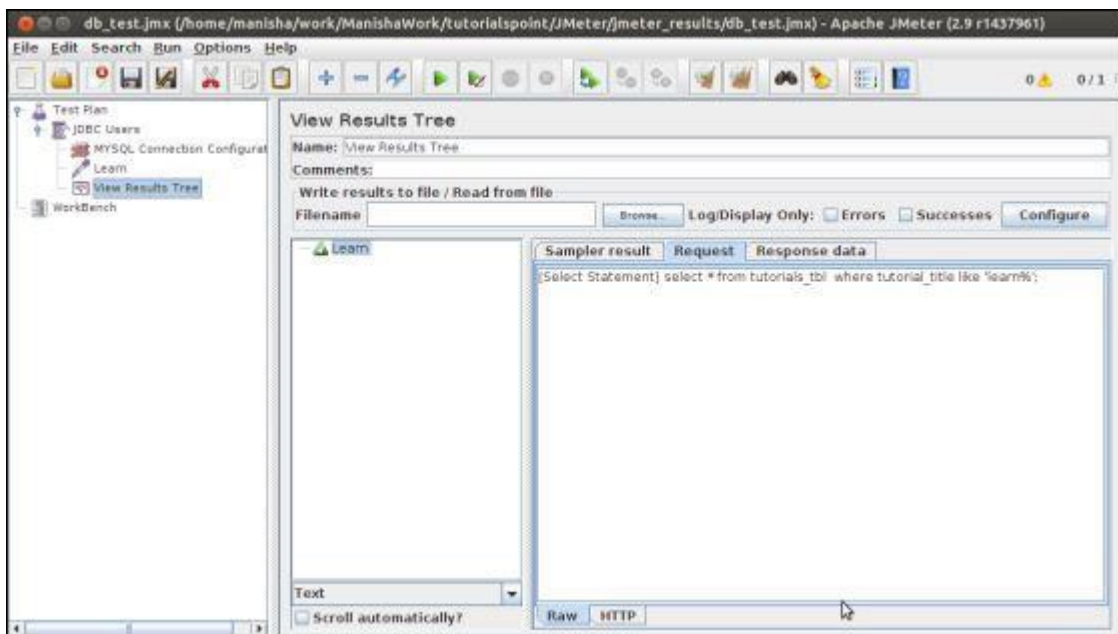 db_test.jmx (/home/manisha/work/ManishaWork/tutorialspoint/JMeter/jmeter_results/db_test.jmx) - Apache JMeter (2.9 r1437961)
File Edit Search Run Options Help
0 0/1
Test Plan
JDBC Users
MYSQL Connection Configurat
Learn
View Results Tree
WorkBench
View Results Tree
Name: View Results Tree
Comments:
Write results to file / Read from file
Filename Browse... Log/Display Only: Errors Successes Configure
Learn
Sampler result Request Response data
[Select Statement] select * from tutorials_tbl where tutorial_title like 'learn%';
Text
Scroll automatically?
Raw HTTP